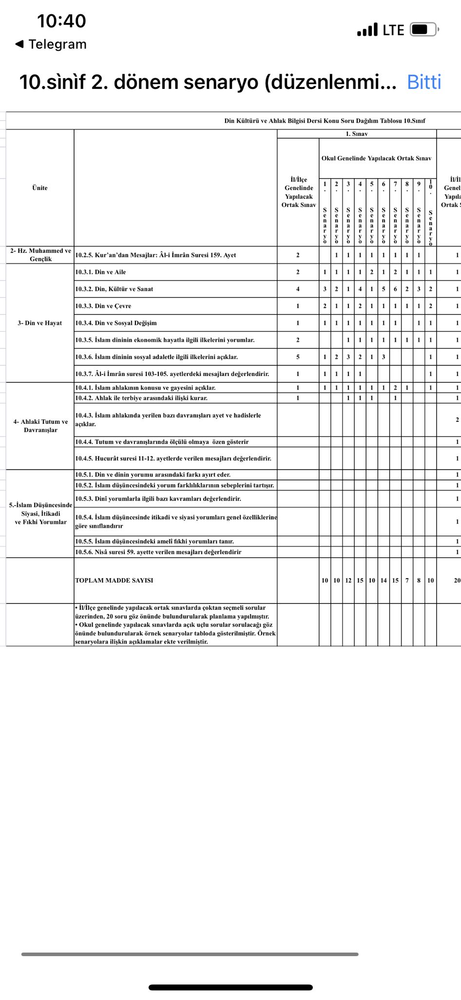 10:40
LTE
◀ Telegram
10.sìnìf 2. dönem senaryo (düzenlenmi... Bitti
Din Kültürü ve Ahlak Bilgisi Dersi Konu Soru Dağılım Tablosu 10.Sınıf
1. Sınav
Ünite
İl/İlçe
Genelinde
Yapılacak
Ortak Sınav
Okul Genelinde Yapılacak Ortak Sınav
İl/İl
Genel
Yapıla
Ortak S
1. Senaryo 2. Senaryo 3. Senaryo 4. Senaryo 5. Senaryo 6. Senaryo 7. Senaryo 8. Senaryo 9. Senaryo 10. Senaryo
2- Hz. Muhammed ve
Gençlik
10.2.5. Kur’an’dan Mesajlar: Âl-i İmrân Suresi 159. Ayet 2 1 1 1 1 1 1 1 1 1
3- Din ve Hayat
10.3.1. Din ve Aile 2 1 1 1 1 2 1 2 1 1 1 1
10.3.2. Din, Kültür ve Sanat 4 3 2 1 4 1 5 6 2 3 2 1
10.3.3. Din ve Çevre 1 2 1 1 2 1 1 1 1 1 2 1
10.3.4. Din ve Sosyal Değişim 1 1 1 1 1 1 1 1 1 1 1
10.3.5. İslam dininin ekonomik hayatla ilgili ilkelerini yorumlar. 2 1 1 1 1 1 1 1 1 1
10.3.6. İslam dininin sosyal adaletle ilgili ilkelerini açıklar. 5 1 2 3 2 1 3 1 1
10.3.7. Âl-i İmrân suresi 103-105. ayetlerdeki mesajları değerlendirir. 1 1 1 1 1 1 1
4- Ahlaki Tutum ve
Davranışlar
10.4.1. İslam ahlakının konusu ve gayesini açıklar. 1 1 1 1 1 1 1 2 1 1 1
10.4.2. Ahlak ile terbiye arasındaki ilişki kurar. 1 1 1 1 1 1
10.4.3. İslam ahlakında yerilen bazı davranışları ayet ve hadislerle
açıklar. 2
10.4.4. Tutum ve davranışlarında ölçülü olmaya özen gösterir 1
10.4.5. Hucurât suresi 11-12. ayetlerde verilen mesajları değerlendirir. 1
5.-İslam Düşüncesinde
Siyasi, İtikadi
ve Fıkhi Yorumlar
10.5.1. Din ve dinin yorumu arasındaki farkı ayırt eder. 1
10.5.2. İslam düşüncesindeki yorum farklılıklarının sebeplerini tartışır. 1
10.5.3. Dinî yorumlarla ilgili bazı kavramları değerlendirir. 1
10.5.4. İslam düşüncesinde itikadi ve siyasi yorumları genel özelliklerine
göre sınıflandırır 1
10.5.5. İslam düşüncesindeki amelî fıkhi yorumları tanır. 1
10.5.6. Nisâ suresi 59. ayette verilen mesajları değerlendirir 1
TOPLAM MADDE SAYISI 10 10 12 15 10 14 15 7 8 10 20
• İl/İlçe genelinde yapılacak ortak sınavlarda çoktan seçmeli sorular
üzerinden, 20 soru göz önünde bulundurularak planlama yapılmıştır.
• Okul genelinde yapılacak sınavlarda açık uçlu sorular sorulacağı göz
önünde bulundurularak örnek senaryolar tabloda gösterilmiştir. Örnek
senaryolara ilişkin açıklamalar ekte verilmiştir.